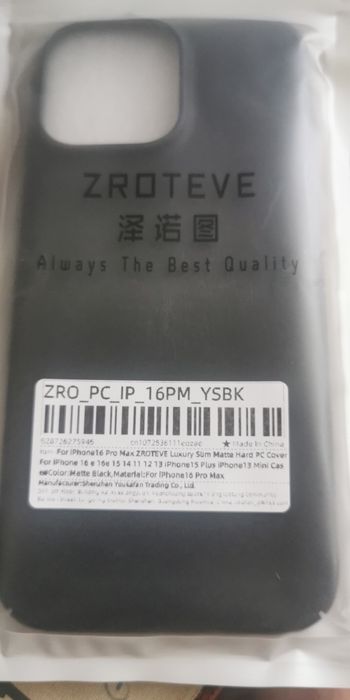 ZROTEVE
泽诺图
Always The Best Quality
ZRO_PC_IP_16PM_YSBK
★ Made In China
For iPhone16 Pro Max ZROTEVE Luxury Slim Matte Hard PC Cover
For iPhone 16 e 16e 15 14 11 12 13 iPhone15 Plus iPhone13 Mini Cas
Color:Matte Black,Material:For iPhone16 Pro Max
Manufacturer:Shenzhen Youkafan Trading Co., Ltd.